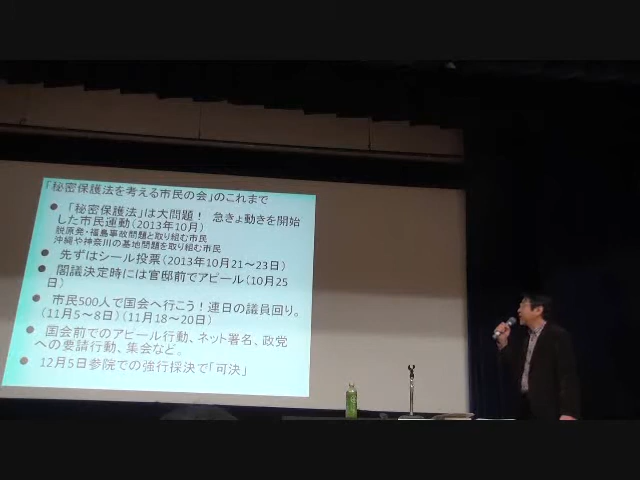 「秘密保護法を考える市民の会」のこれまで
● 「秘密保護法」は大問題！ 急きょ動きを開始
した市民運動（2013年10月）
脱原発・福島事故問題と取り組む市民
沖縄や神奈川の基地問題を取り組む市民
● 先ずはシール投票（2013年10月21～23日）
● 閣議決定時には官邸前でアピール（10月25
日）
● 市民500人で国会へ行こう！連日の議員回り。
（11月5～8日）（11月18～20日）
● 国会前でのアピール行動、ネット署名、政党
への要請行動、集会など。
● 12月5日参院での強行採決で「可決」